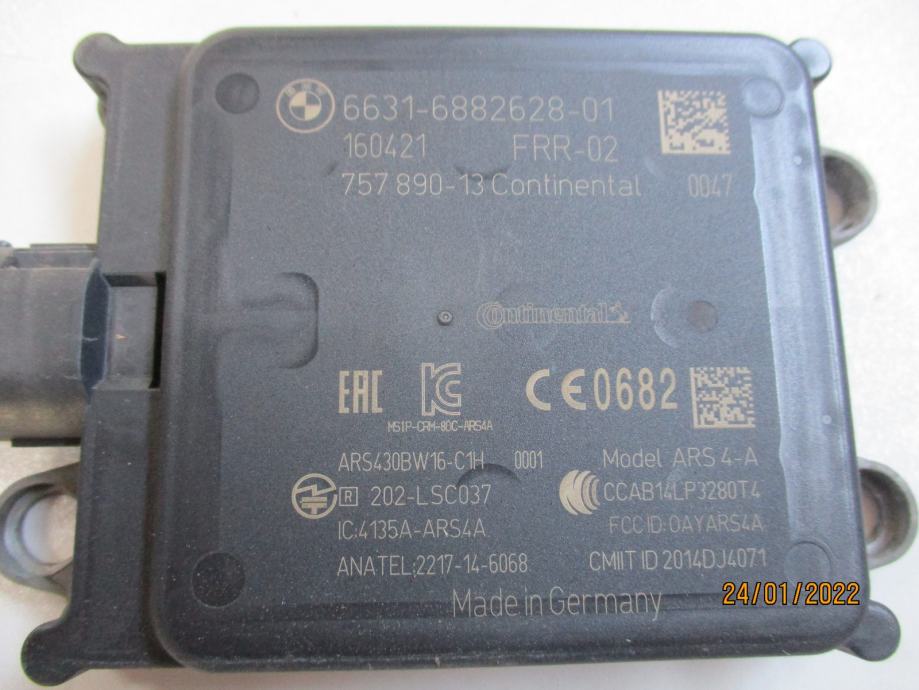 6631-6882628-01
160421 FRR-02
757 890-13 Continental 0047
Continental
EAC KC CE0682
MSIP-CRM-8OC-ARS4A
ARS430BW16-C1H 0001 Model ARS 4-A
R 202-LSC037 CCAB14LP3280T4
IC:4135A-ARS4A FCC ID:OAYARS4A
ANATEL:2217-14-6068 CMIIT ID 2014DJ4071
Made in Germany
24/01/2022